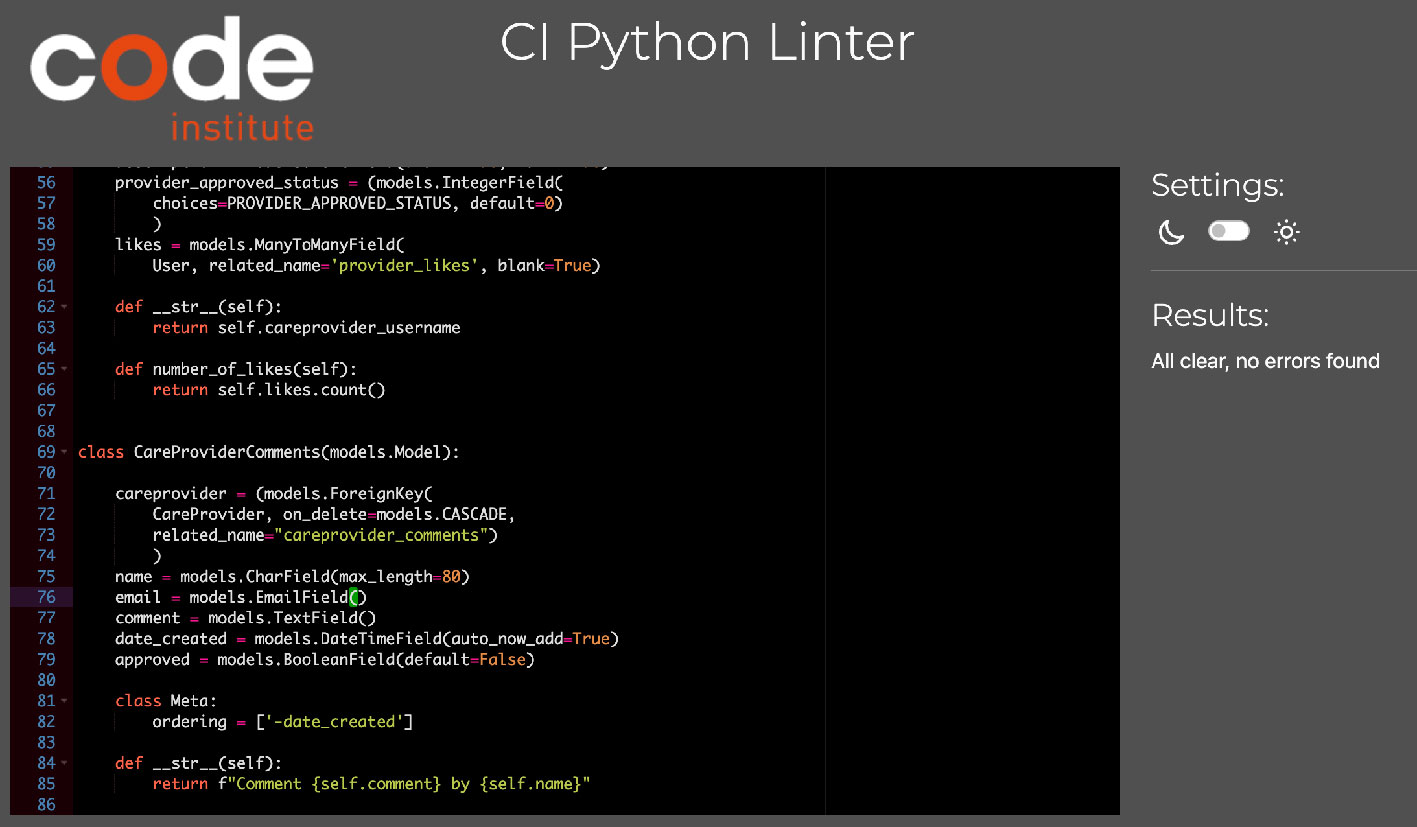 code
institute
CI Python Linter
56 provider_approved_status = (models.IntegerField(
57 choices=PROVIDER_APPROVED_STATUS, default=0)
58 )
59 likes = models.ManyToManyField(
60 User, related_name='provider_likes', blank=True)
61
62 def __str__(self):
63 return self.careprovider_username
64
65 def number_of_likes(self):
66 return self.likes.count()
67
68
69 class CareProviderComments(models.Model):
70
71 careprovider = (models.ForeignKey(
72 CareProvider, on_delete=models.CASCADE,
73 related_name="careprovider_comments")
74 )
75 name = models.CharField(max_length=80)
76 email = models.EmailField()
77 comment = models.TextField()
78 date_created = models.DateTimeField(auto_now_add=True)
79 approved = models.BooleanField(default=False)
80
81 class Meta:
82 ordering = ['-date_created']
83
84 def __str__(self):
85 return f"Comment {self.comment} by {self.name}"
86
Settings:
Results:
All clear, no errors found